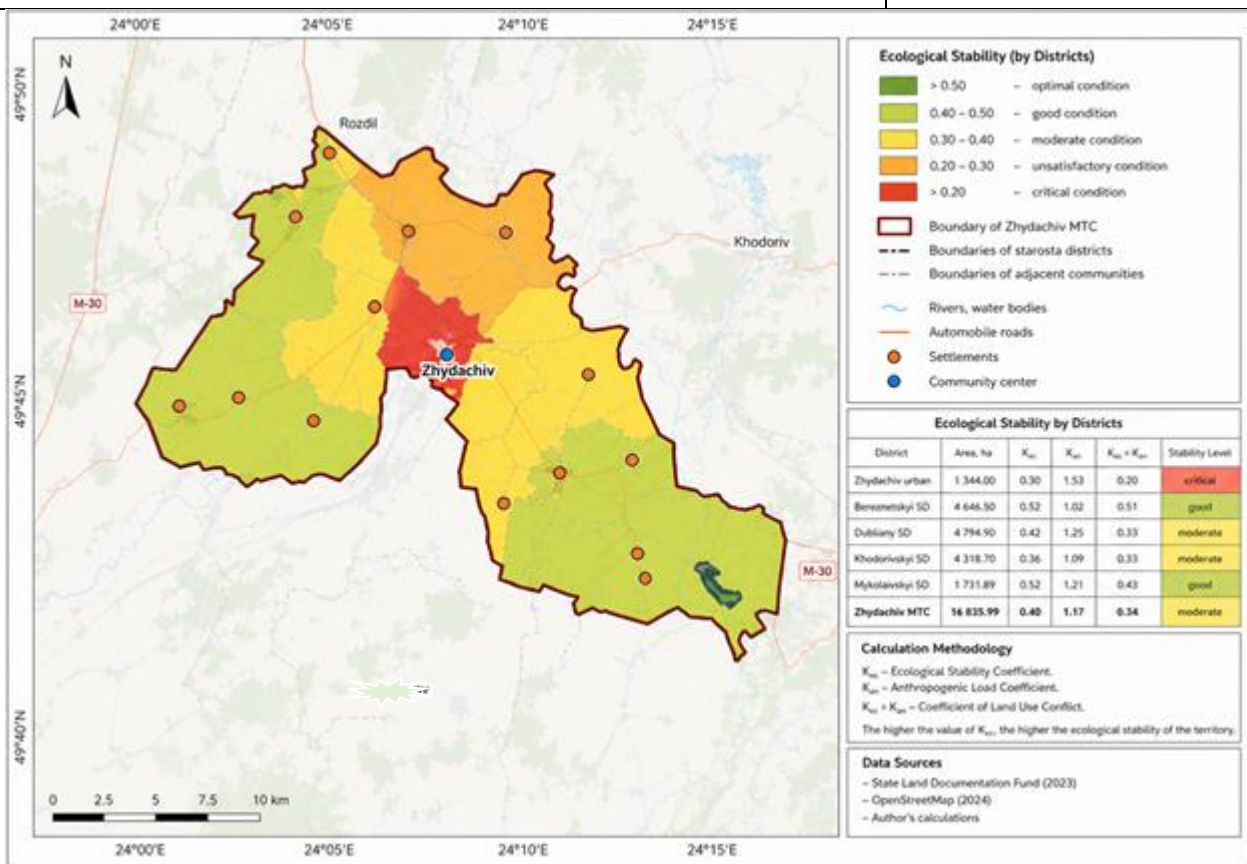 24°00'E 24°05'E 24°10'E 24°15'E
49°50'N
49°45'N
49°40'N
N
Rozdil
Khodoriv
M-30
Zhydachiv
M-30
0 2.5 5 7.5 10 km
24°00'E 24°05'E 24°10'E 24°15'E
Ecological Stability (by Districts)
> 0.50 – optimal condition
0.40 – 0.50 – good condition
0.30 – 0.40 – moderate condition
0.20 – 0.30 – unsatisfactory condition
> 0.20 – critical condition
Boundary of Zhydachiv MTC
Boundaries of starosta districts
Boundaries of adjacent communities
Rivers, water bodies
Automobile roads
Settlements
Community center
Ecological Stability by Districts
District Area, ha Kes Kan Kes ÷ Kan Stability Level
Zhydachiv urban 1 344.00 0.30 1.53 0.20 critical
Bereznetskyi SD 4 646.50 0.52 1.02 0.51 good
Dubliany SD 4 794.90 0.42 1.25 0.33 moderate
Khodorivskyi SD 4 318.70 0.36 1.09 0.33 moderate
Mykolaivskyi SD 1 731.89 0.52 1.21 0.43 good
Zhydachiv MTC 16 835.99 0.40 1.17 0.34 moderate
Calculation Methodology
Kes – Ecological Stability Coefficient.
Kan – Anthropogenic Load Coefficient.
Kes ÷ Kan – Coefficient of Land Use Conflict.
The higher the value of Kes, the higher the ecological stability of the territory.
Data Sources
– State Land Documentation Fund (2023)
– OpenStreetMap (2024)
– Author's calculations